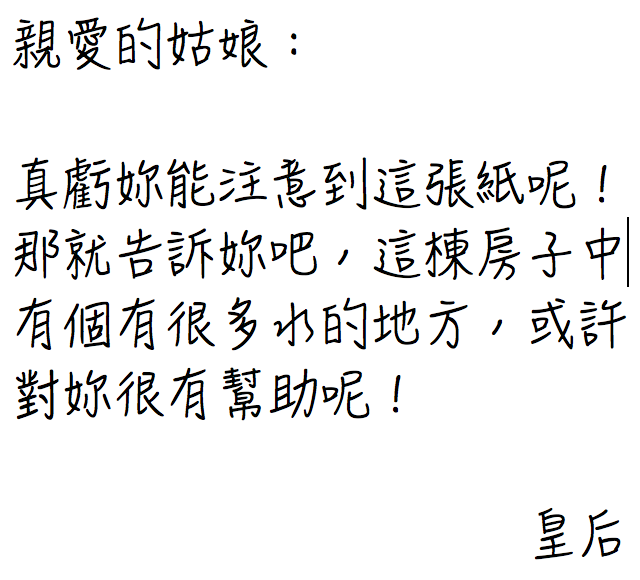 親愛的姑娘：
真虧妳能注意到這張紙呢！
那就告訴妳吧，這棟房子中
有個有很多水的地方，或許
對妳很有幫助呢！
皇后